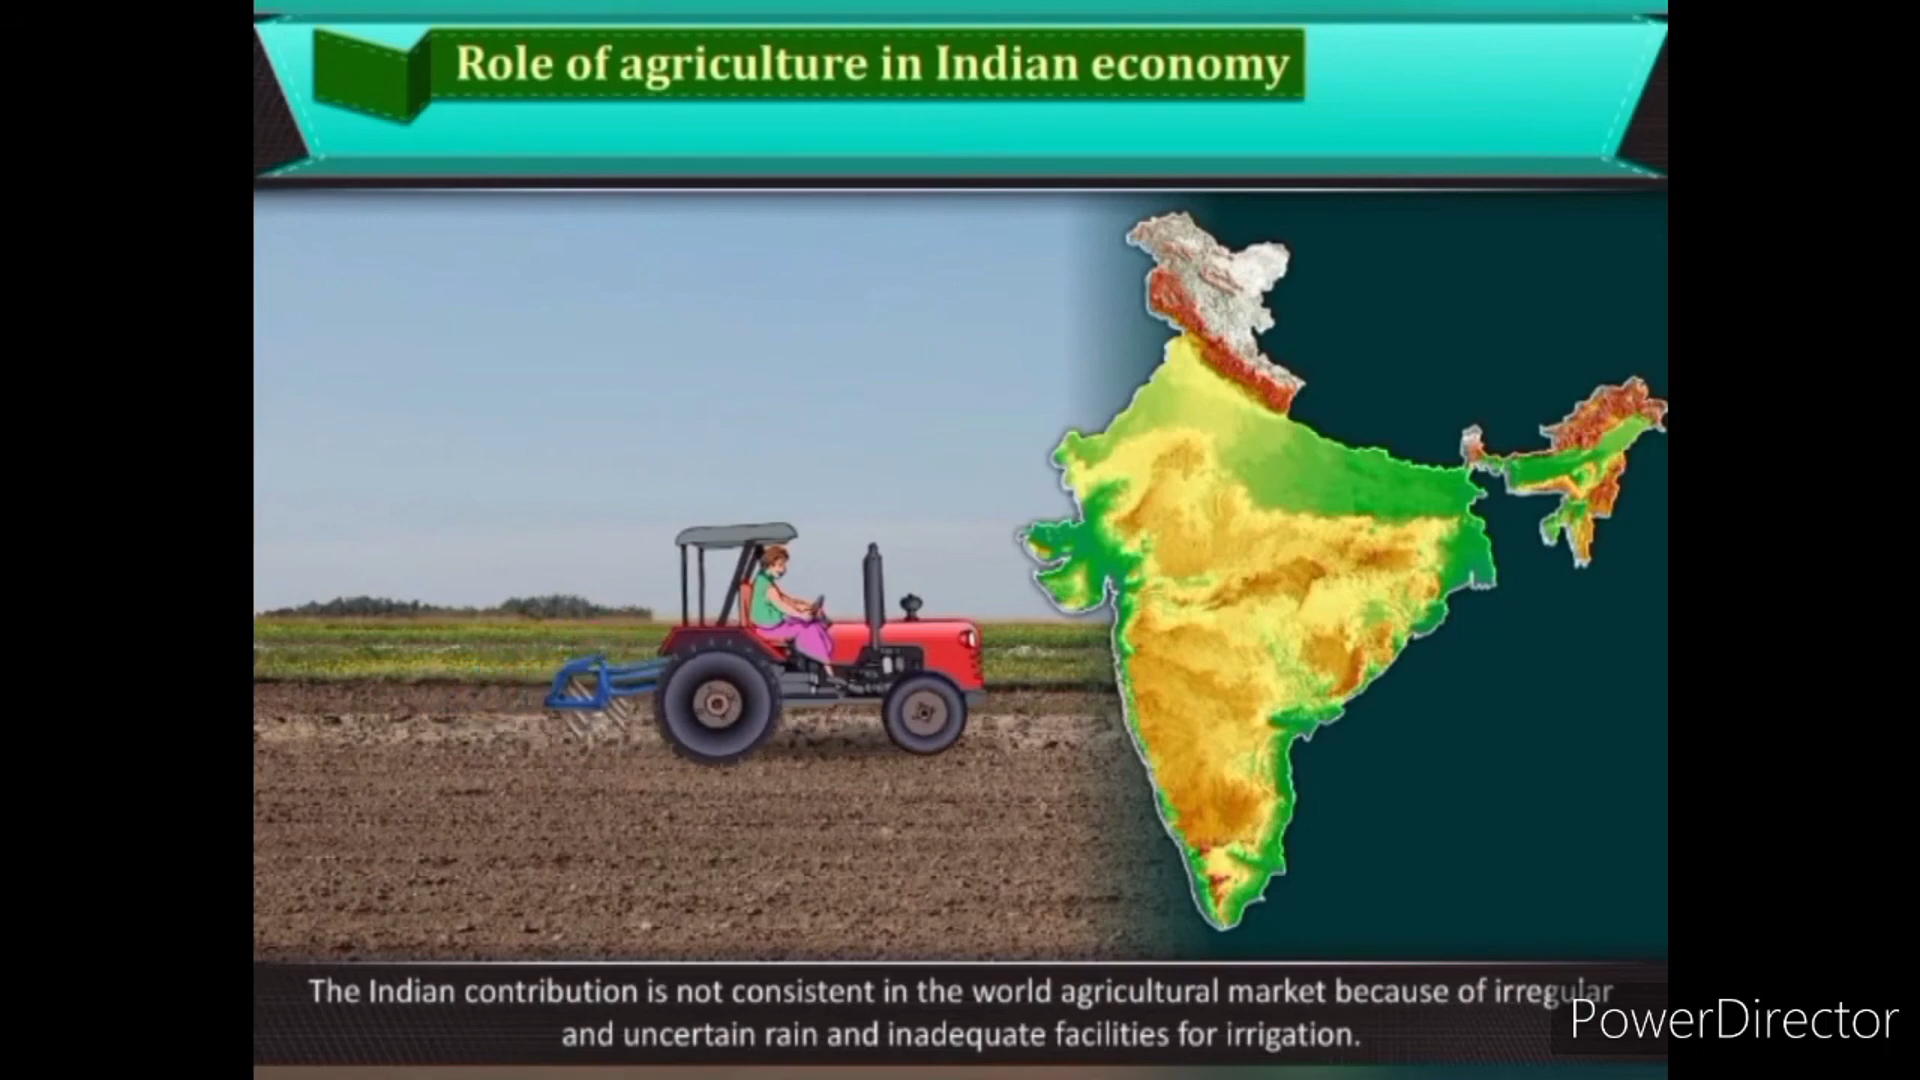 Role of agriculture in Indian economy
The Indian contribution is not consistent in the world agricultural market because of irregular
and uncertain rain and inadequate facilities for irrigation.
PowerDirector